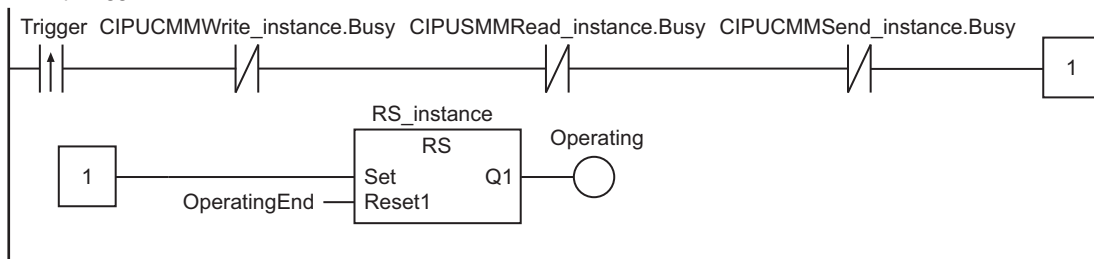 Trigger CIPUCMMWrite_instance.Busy CIPUSMMRead_instance.Busy CIPUCMMSend_instance.Busy
1
RS_instance
RS
Operating
1
Set Q1
OperatingEnd Reset1